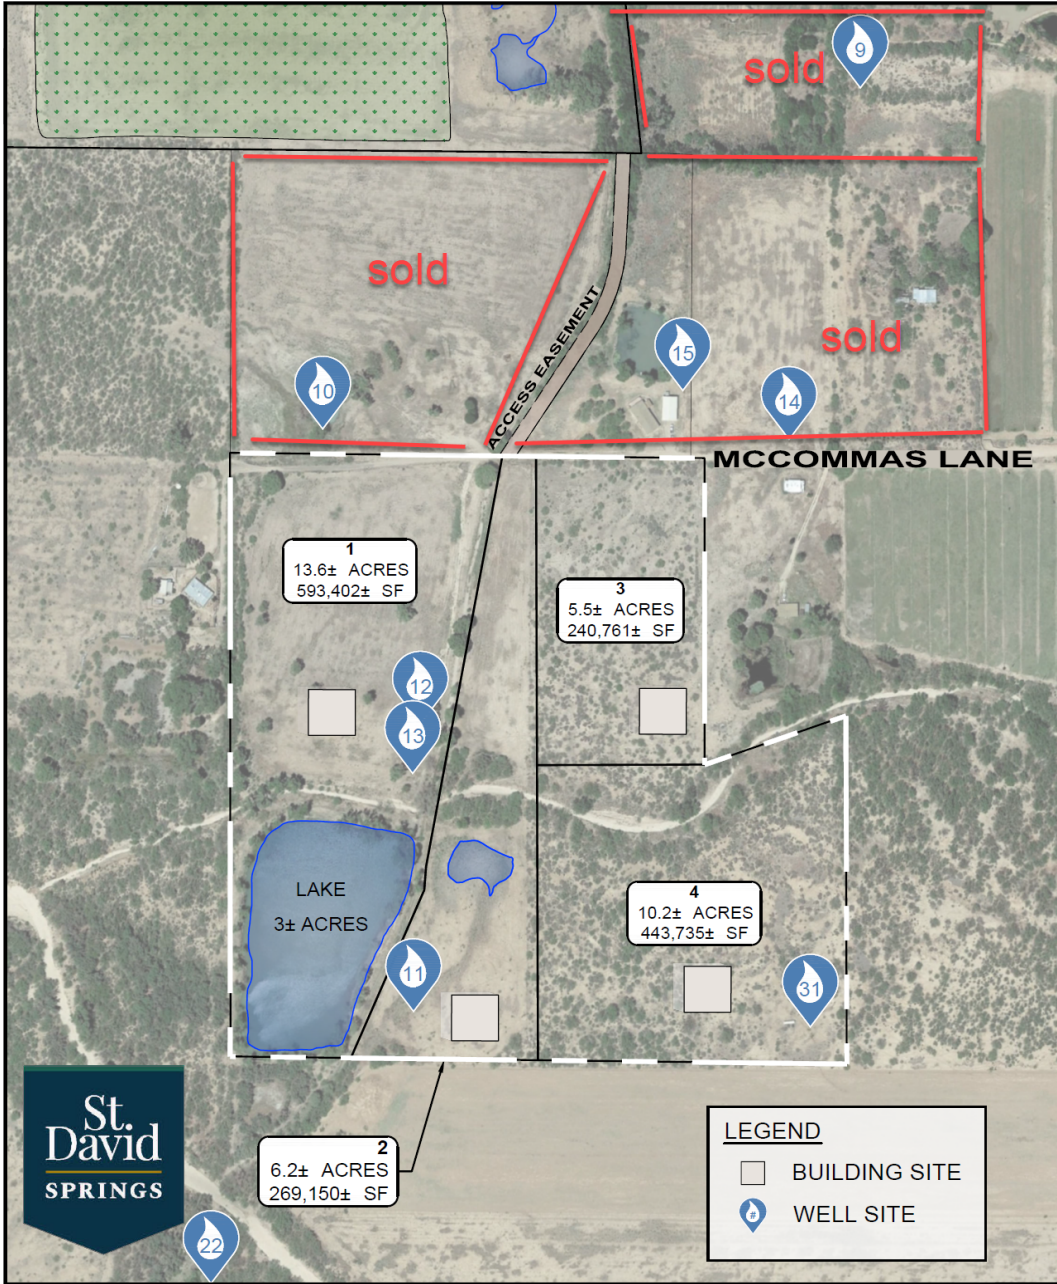 9
sold
sold
ACCESS EASEMENT
15
sold
10
14
MCCOMMAS LANE
1
13.6± ACRES
593,402± SF
3
5.5± ACRES
240,761± SF
12
13
LAKE
3± ACRES
4
10.2± ACRES
443,735± SF
11
31
St.
David
SPRINGS
2
6.2± ACRES
269,150± SF
LEGEND
BUILDING SITE
#
WELL SITE
22